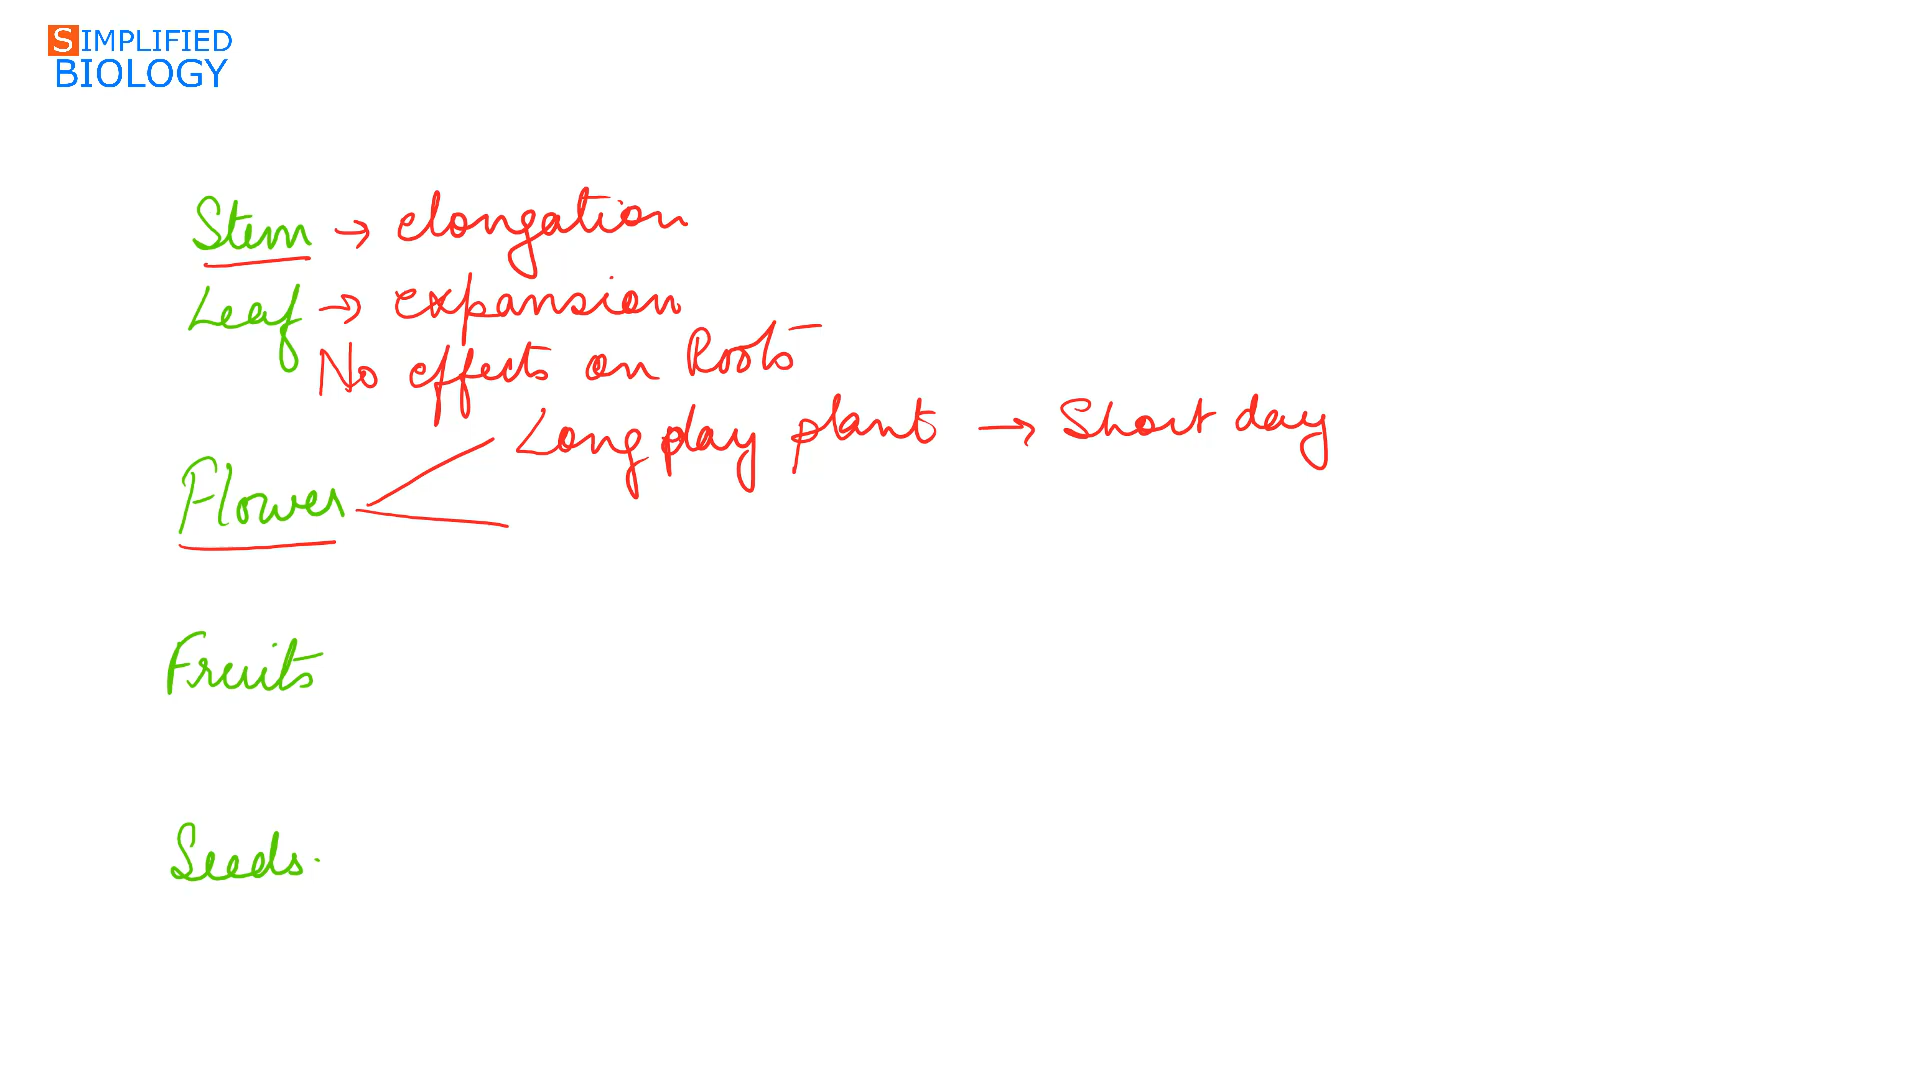 SIMPLIFIED
BIOLOGY
Stem → elongation
Leaf → expansion
No effects on Roots
Long play plant → Short day
Flower
Fruits
Seeds.